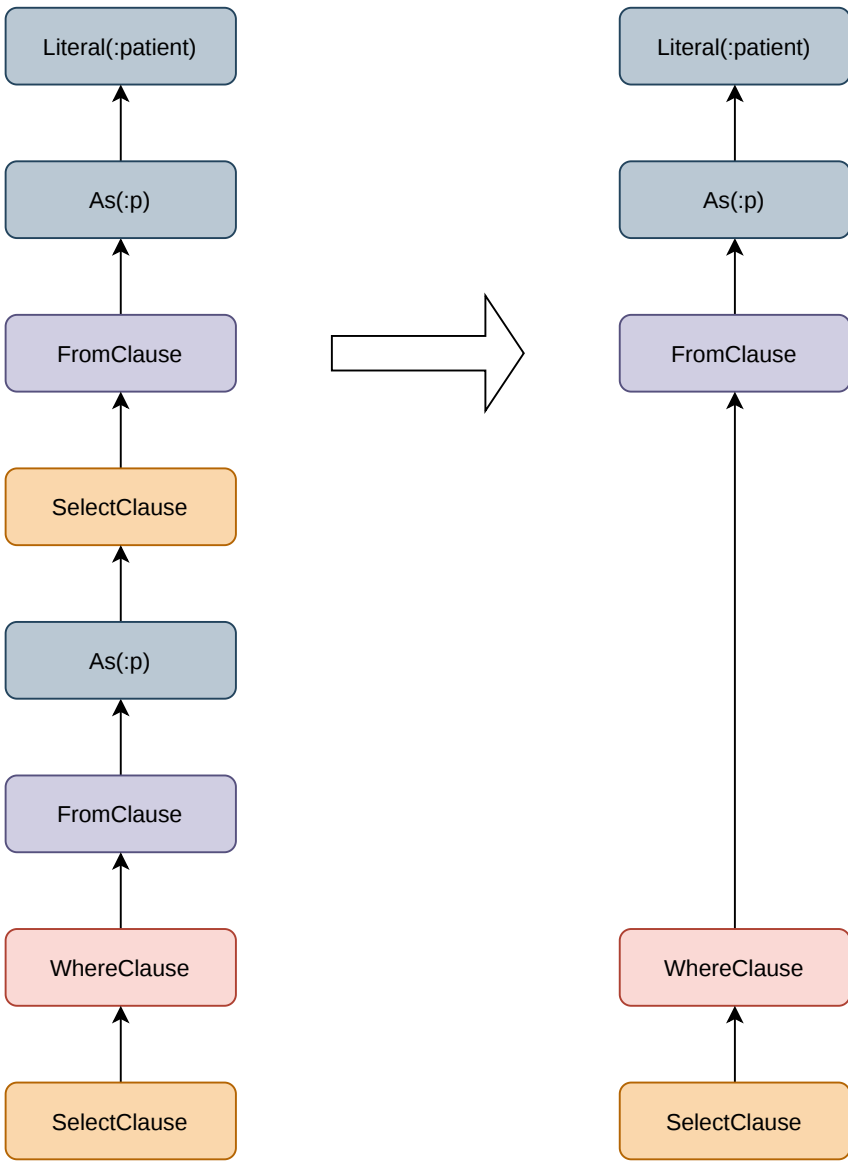 Literal(:patient)
As(:p)
FromClause
SelectClause
As(:p)
FromClause
WhereClause
SelectClause
Literal(:patient)
As(:p)
FromClause
WhereClause
SelectClause